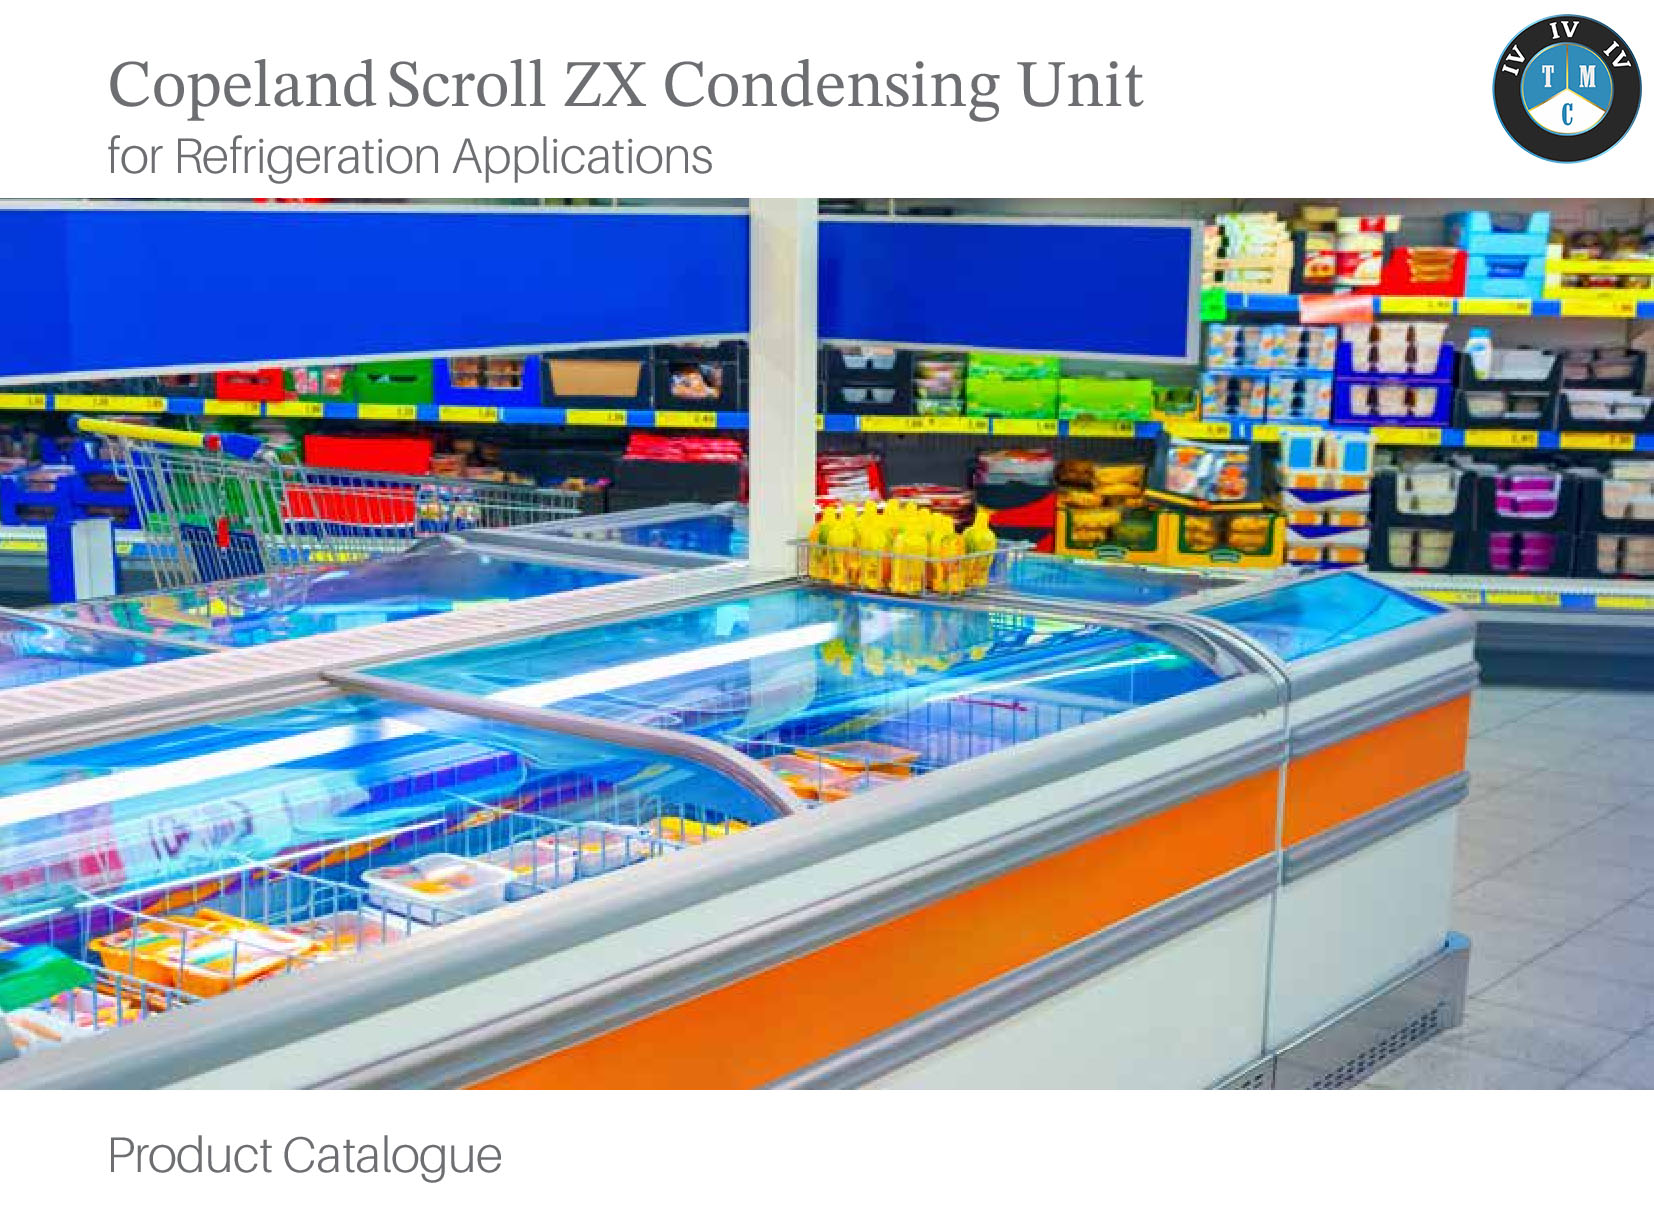 Copeland Scroll ZX Condensing Unit
for Refrigeration Applications
IV IV IV
T M
C
Product Catalogue